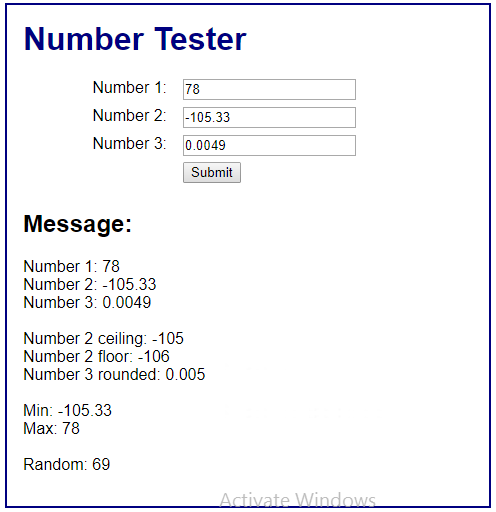 Number Tester
Number 1: 78
Number 2: -105.33
Number 3: 0.0049
Submit
Message:
Number 1: 78
Number 2: -105.33
Number 3: 0.0049
Number 2 ceiling: -105
Number 2 floor: -106
Number 3 rounded: 0.005
Min: -105.33
Max: 78
Random: 69
Activate Windows